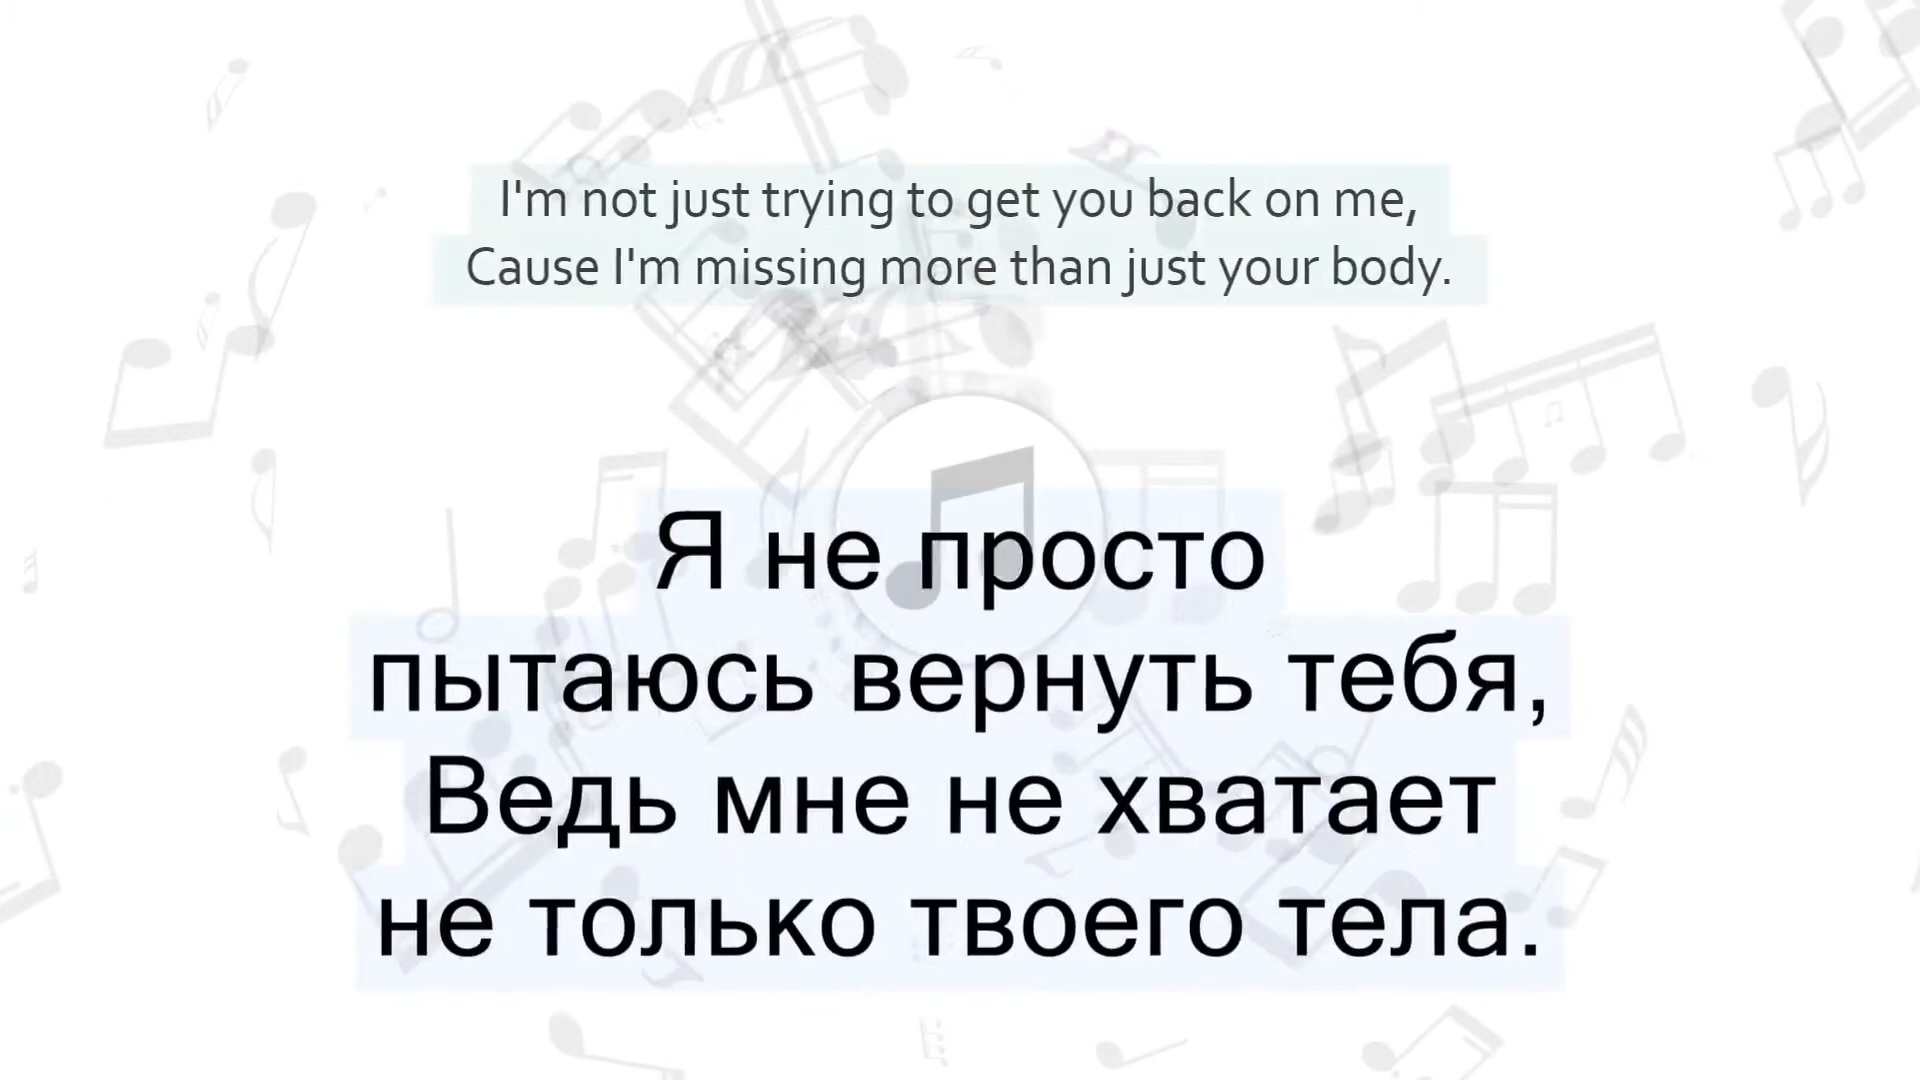 I'm not just trying to get you back on me,
Cause I'm missing more than just your body.
Я не просто
пытаюсь вернуть тебя,
Ведь мне не хватает
не только твоего тела.